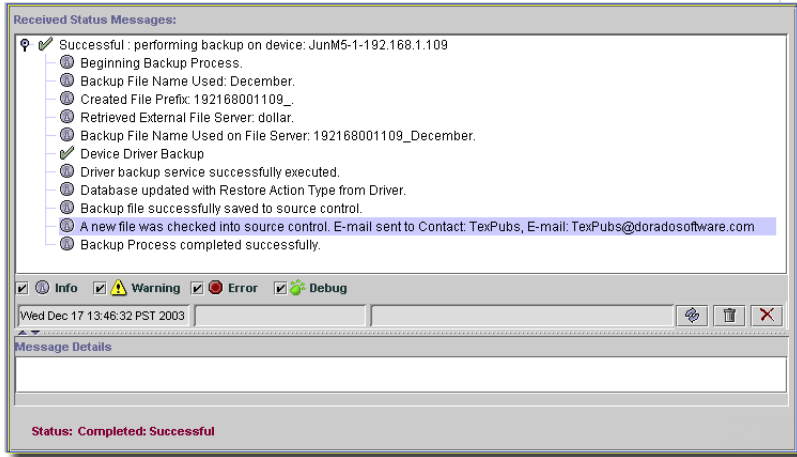 Received Status Messages:
Successful : performing backup on device: JunM5-1-192.168.1.109
Beginning Backup Process.
Backup File Name Used: December.
Created File Prefix: 192168001109_.
Retrieved External File Server: dollar.
Backup File Name Used on File Server: 192168001109_December.
Device Driver Backup
Driver backup service successfully executed.
Database updated with Restore Action Type from Driver.
Backup file successfully saved to source control.
A new file was checked into source control. E-mail sent to Contact: TexPubs, E-mail: TexPubs@doradosoftware.com
Backup Process completed successfully.
Info Warning Error Debug
Wed Dec 17 13:46:32 PST 2003
Message Details
Status: Completed: Successful